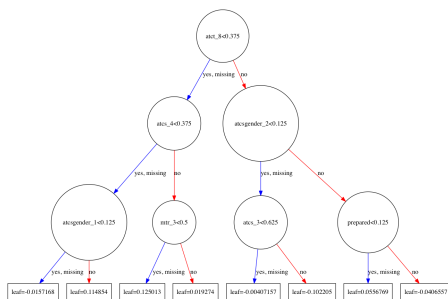 atct_8<0.375
yes, missing
no
atcs_4<0.375
atcsgender_2<0.125
yes, missing
no
yes, missing
no
atcsgender_1<0.125
mtr_3<0.5
atcs_3<0.625
prepared<0.125
yes, missing
no
yes, missing
no
yes, missing
no
yes, missing
no
leaf=-0.0157168
leaf=0.114854
leaf=0.125013
leaf=0.019274
leaf=-0.00407157
leaf=-0.102205
leaf=0.0556769
leaf=-0.0406557